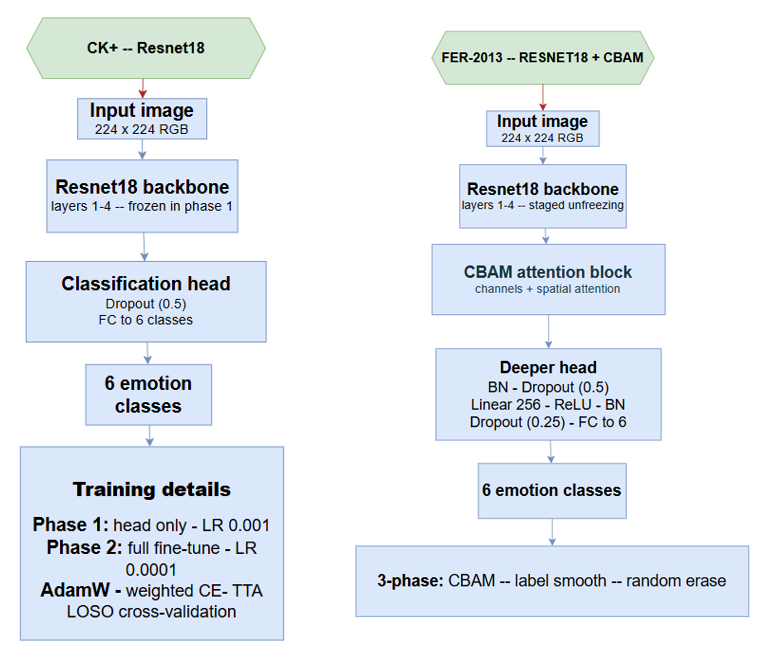 CK+ -- Resnet18
Input image
224 x 224 RGB
Resnet18 backbone
layers 1-4 -- frozen in phase 1
Classification head
Dropout (0.5)
FC to 6 classes
6 emotion
classes
Training details
Phase 1: head only - LR 0.001
Phase 2: full fine-tune - LR
0.0001
AdamW - weighted CE- TTA
LOSO cross-validation
FER-2013 -- RESNET18 + CBAM
Input image
224 x 224 RGB
Resnet18 backbone
layers 1-4 -- staged unfreezing
CBAM attention block
channels + spatial attention
Deeper head
BN - Dropout (0.5)
Linear 256 - ReLU - BN
Dropout (0.25) - FC to 6
6 emotion classes
3-phase: CBAM -- label smooth -- random erase